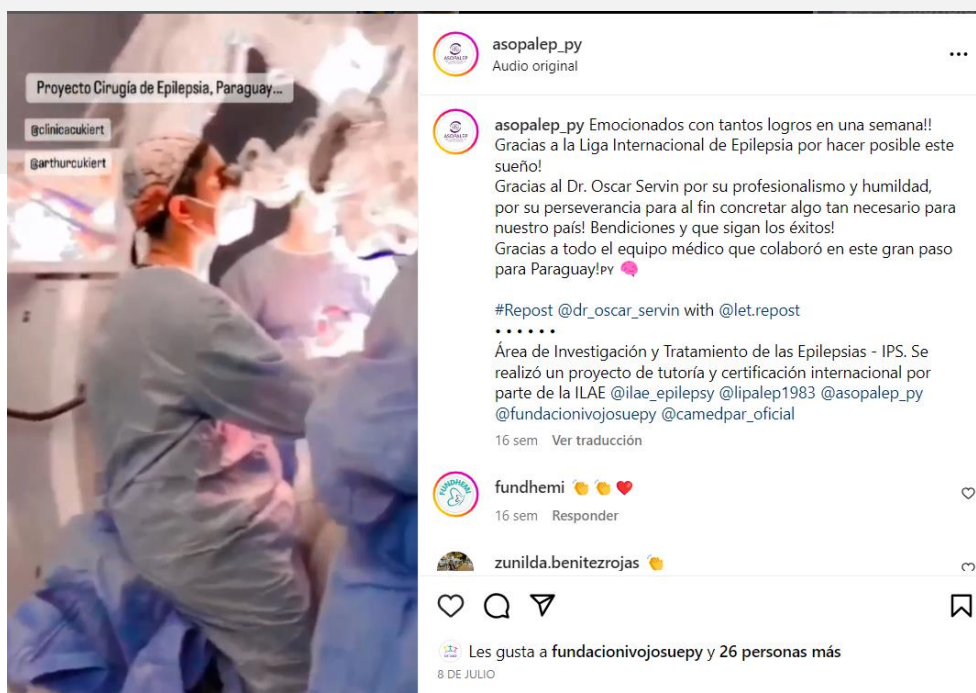 Proyecto Cirugía de Epilepsia, Paraguay...
@clinicacukiert
@arthurcukiert
asopalep_py
Audio original
ASOPALEP
ASOPALEP
asopalep_py Emocionados con tantos logros en una semana!!
Gracias a la Liga Internacional de Epilepsia por hacer posible este
sueño!
Gracias al Dr. Oscar Servin por su profesionalismo y humildad,
por su perseverancia para al fin concretar algo tan necesario para
nuestro país! Bendiciones y que sigan los éxitos!
Gracias a todo el equipo médico que colaboró en este gran paso
para Paraguay!PY 🧠
#Repost @dr_oscar_servin with @let.repost
• • • • • •
Área de Investigación y Tratamiento de las Epilepsias - IPS. Se
realizó un proyecto de tutoría y certificación internacional por
parte de la ILAE @ilae_epilepsy @lipalep1983 @asopalep_py
@fundacionivojosuepy @camedpar_oficial
16 sem Ver traducción
FUNDHEMI
fundhemi 👏 👏 ❤️
16 sem Responder
zunilda.benitezrojas 👏
Les gusta a fundacionivojosuepy y 26 personas más
8 DE JULIO